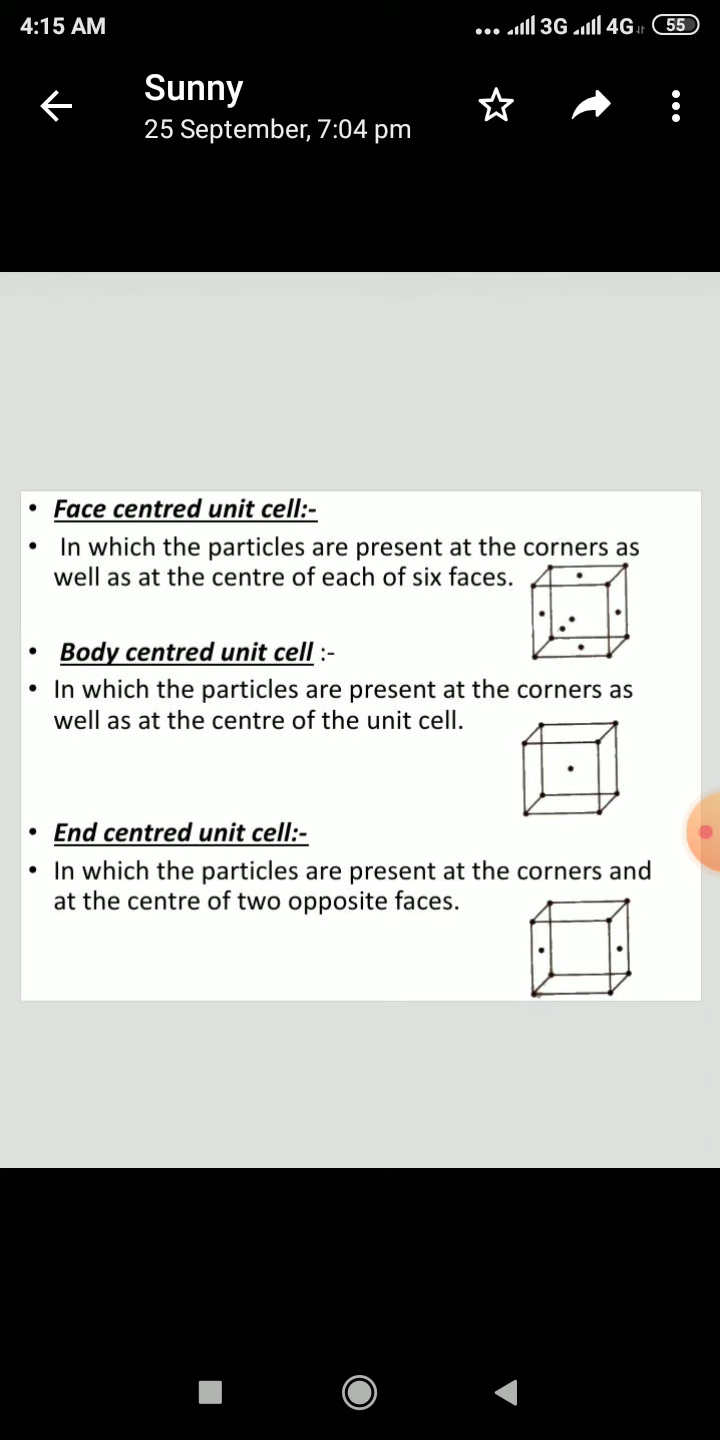 4:15 AM
... 3G 4G 55
Sunny
25 September, 7:04 pm
• Face centred unit cell:-
• In which the particles are present at the corners as
well as at the centre of each of six faces.
• Body centred unit cell :-
• In which the particles are present at the corners as
well as at the centre of the unit cell.
• End centred unit cell:-
• In which the particles are present at the corners and
at the centre of two opposite faces.